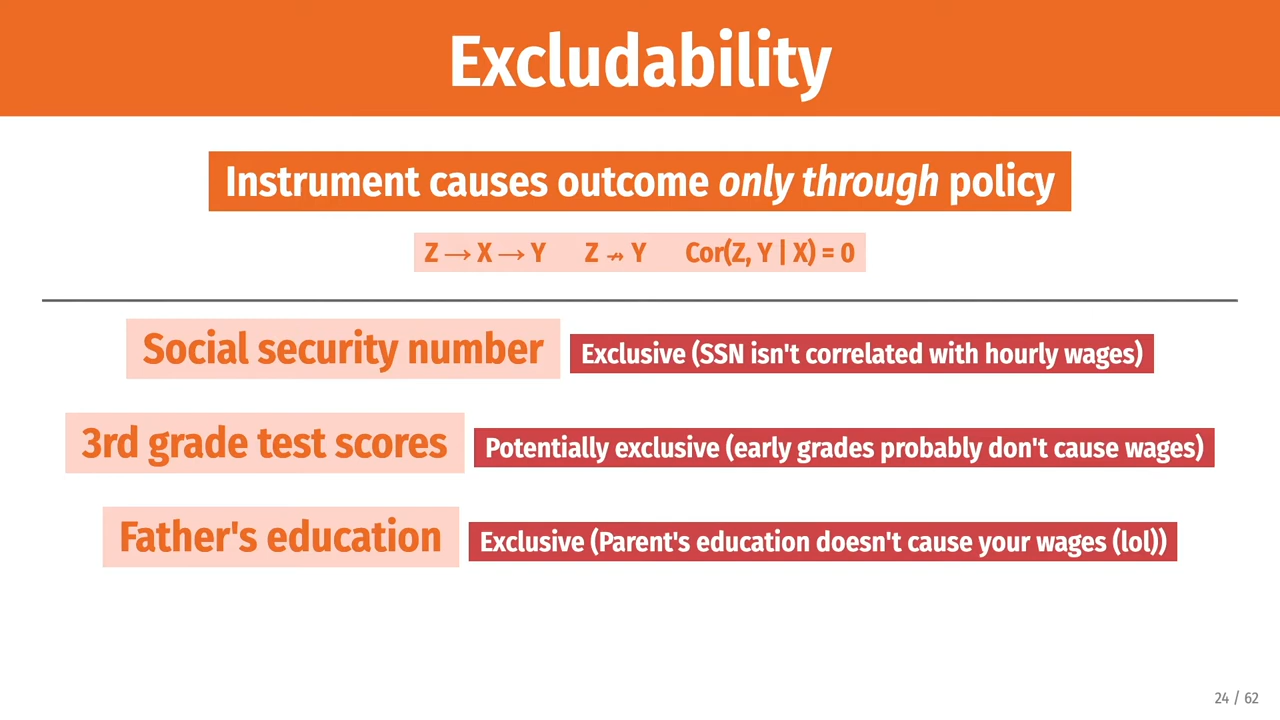 Excludability
Instrument causes outcome only through policy
Z → X → Y Z ↛ Y Cor(Z, Y | X) = 0
Social security number Exclusive (SSN isn't correlated with hourly wages)
3rd grade test scores Potentially exclusive (early grades probably don't cause wages)
Father's education Exclusive (Parent's education doesn't cause your wages (lol))
24 / 62